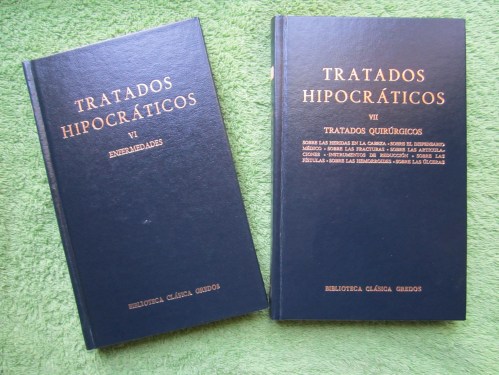 TRATADOS
HIPOCRÁTICOS
VI
ENFERMEDADES
BIBLIOTECA CLÁSICA GREDOS
TRATADOS
HIPOCRÁTICOS
VII
TRATADOS QUIRÚRGICOS
SOBRE LAS HERIDAS EN LA CABEZA • SOBRE EL DISPENSARIO
MÉDICO • SOBRE LAS FRACTURAS • SOBRE LAS ARTICULA-
CIONES • INSTRUMENTOS DE REDUCCIÓN • SOBRE LAS
FÍSTULAS • SOBRE LAS HEMORROIDES • SOBRE LAS ÚLCERAS
BIBLIOTECA CLÁSICA GREDOS